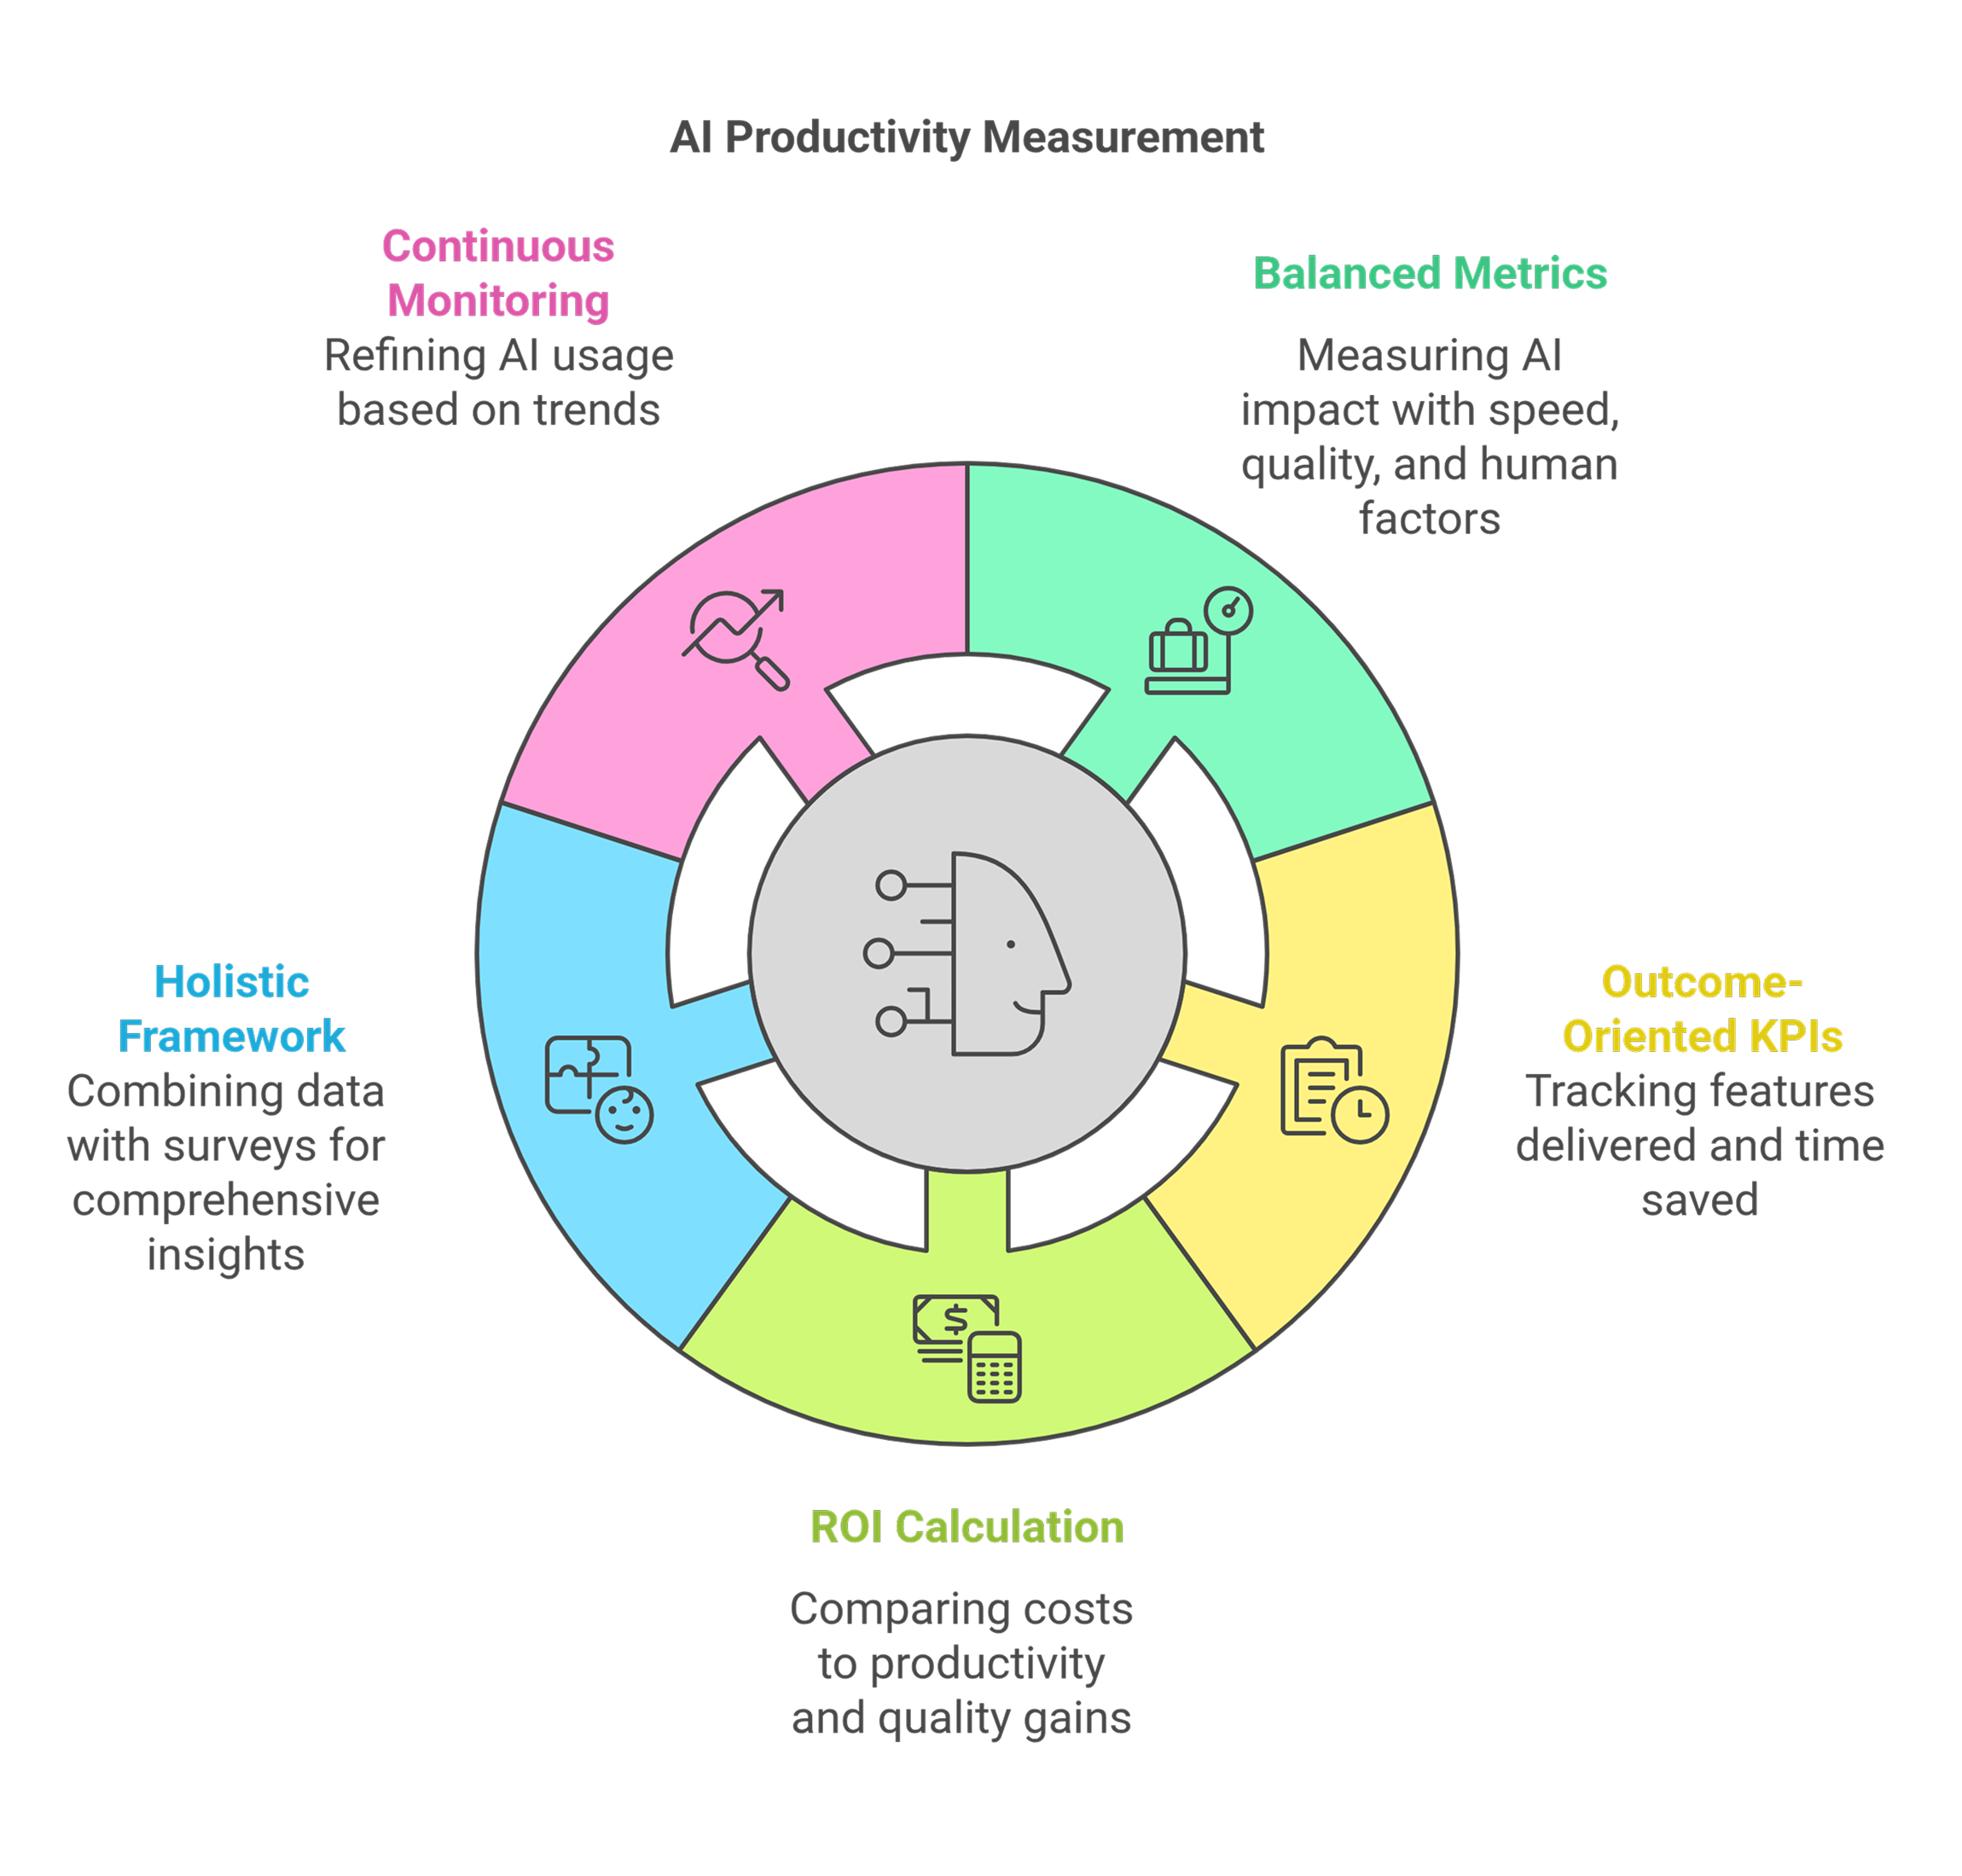 AI Productivity Measurement
Continuous
Monitoring
Refining AI usage
based on trends
Balanced Metrics
Measuring AI
impact with speed,
quality, and human
factors
Holistic
Framework
Combining data
with surveys for
comprehensive
insights
Outcome-
Oriented KPIs
Tracking features
delivered and time
saved
$
ROI Calculation
Comparing costs
to productivity
and quality gains